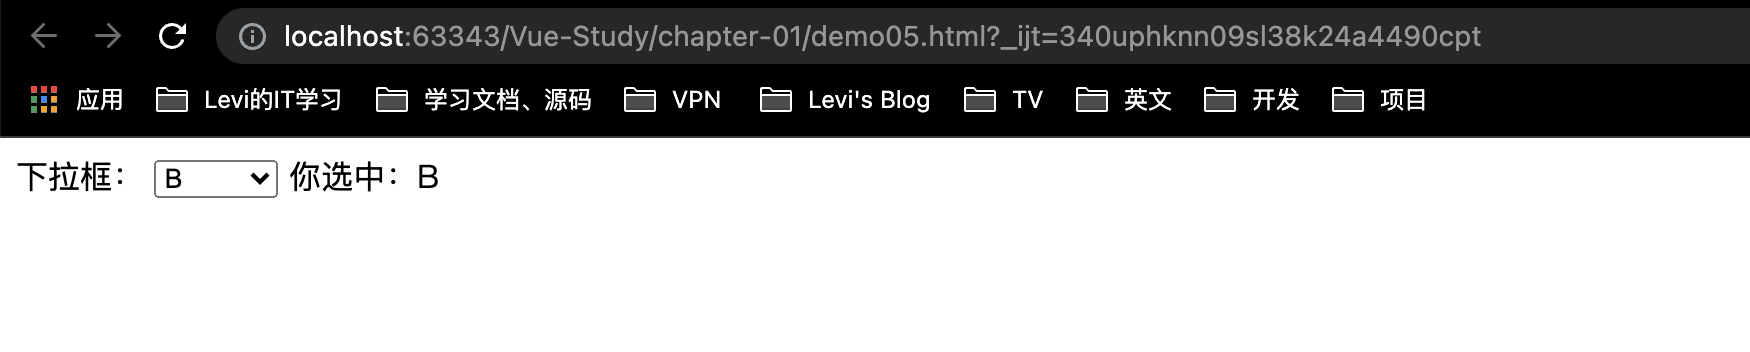 localhost:63343/Vue-Study/chapter-01/demo05.html?_ijt=340uphknn09sl38k24a4490cpt
应用 Levi的IT学习 学习文档、源码 VPN Levi's Blog TV 英文 开发 项目
下拉框： B 你选中：B